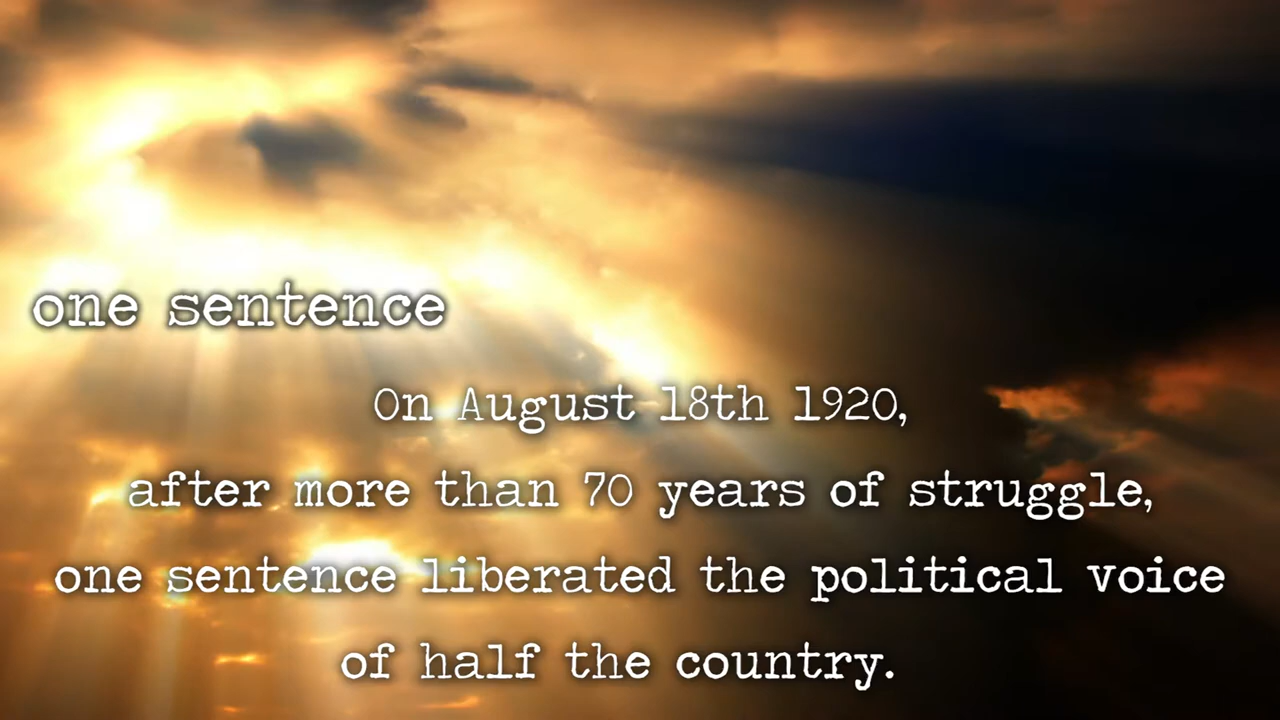 one sentence
On August 18th 1920,
after more than 70 years of struggle,
one sentence liberated the political voice
of half the country.